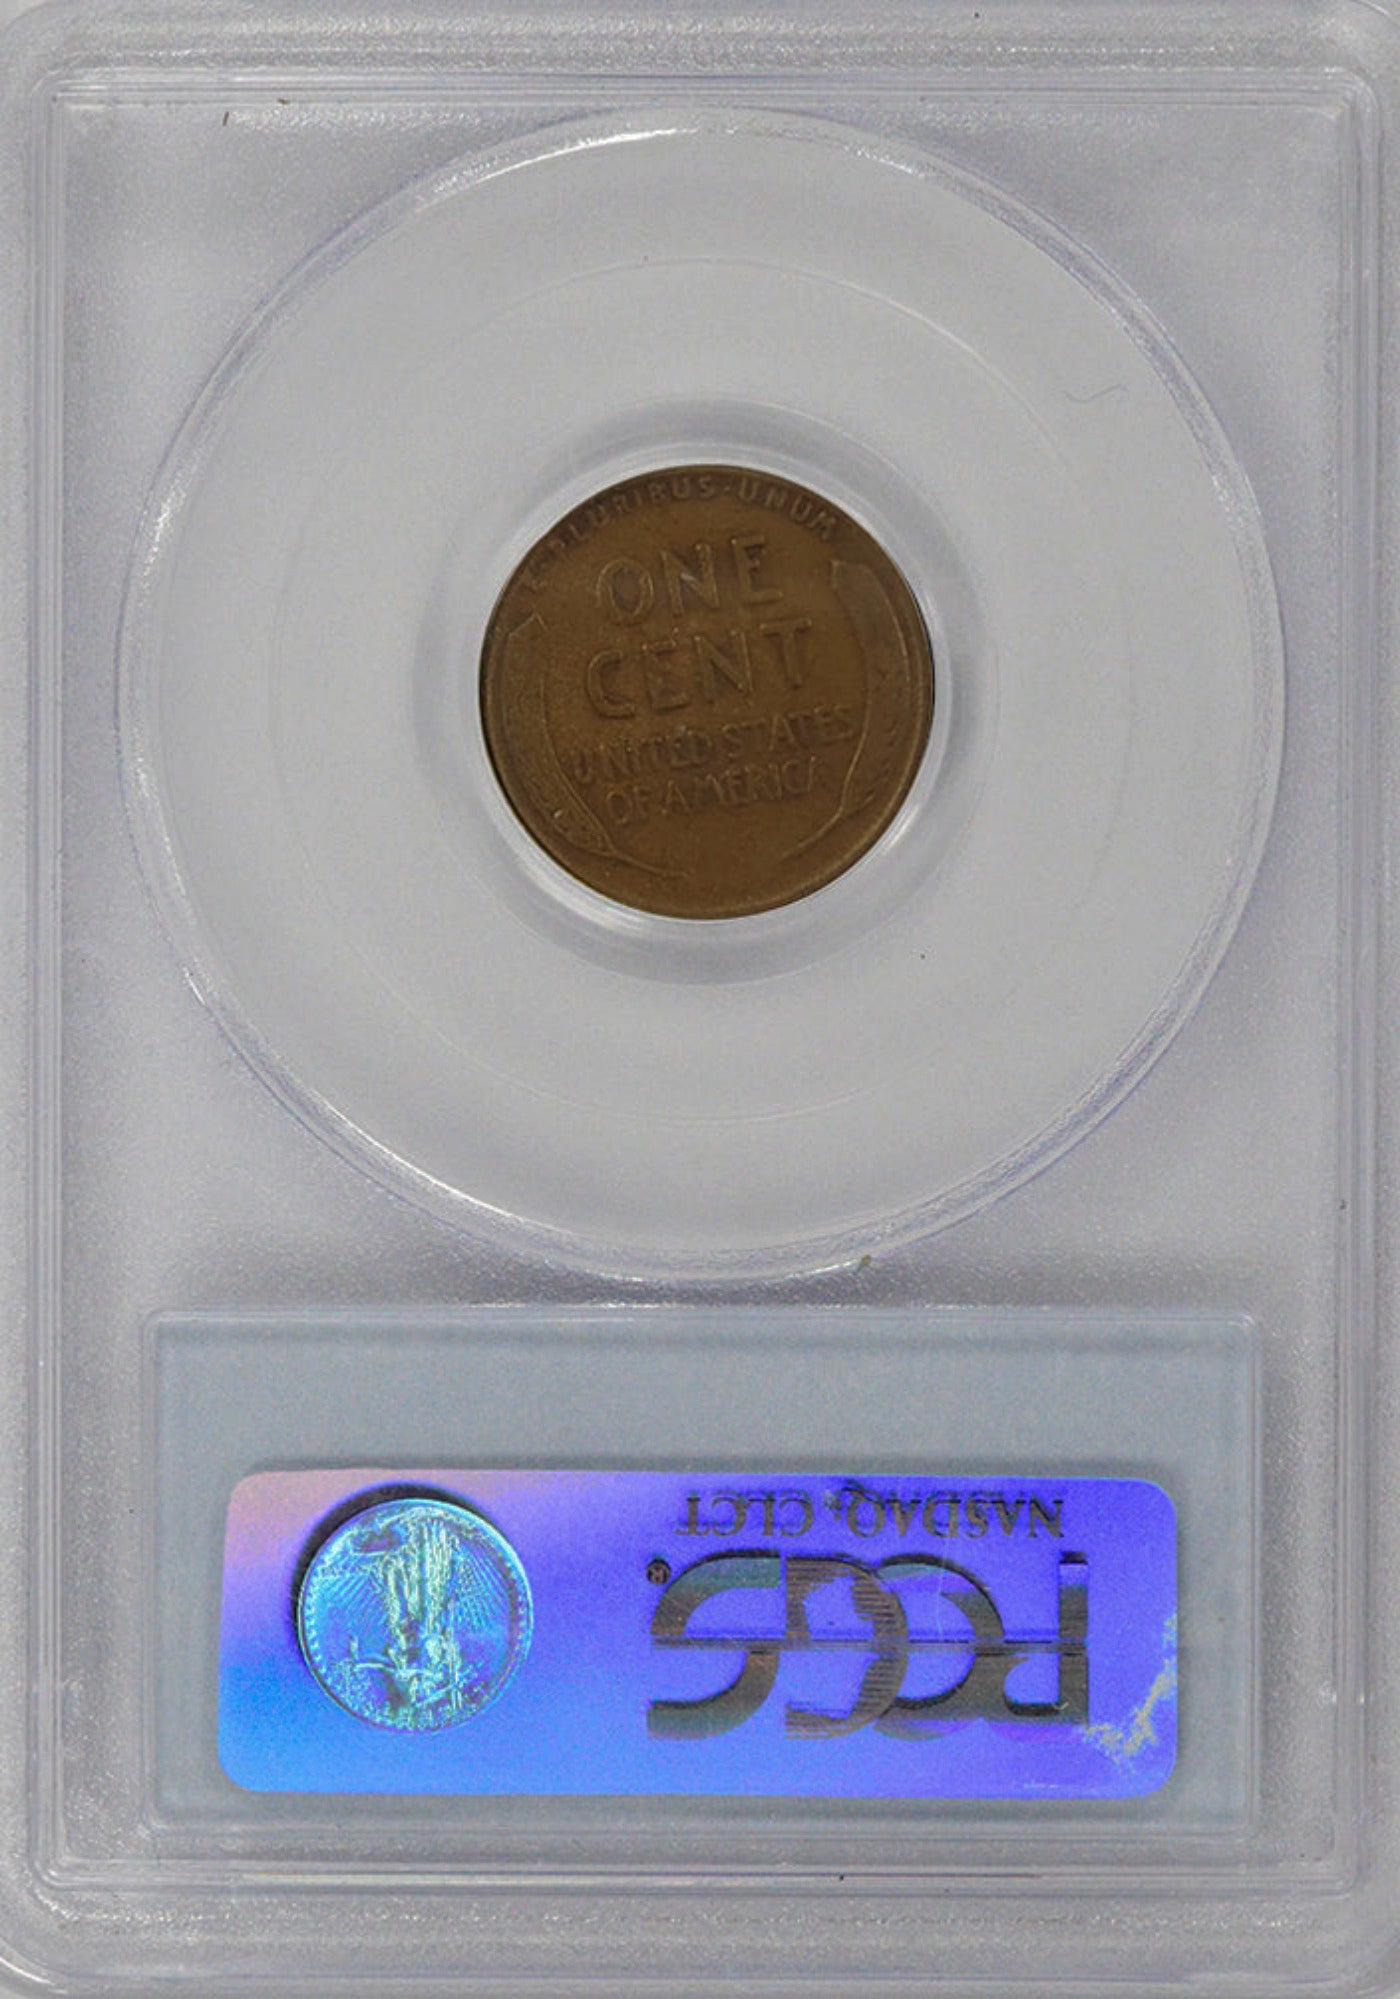 E·PLURIBUS·UNUM
ONE
CENT
UNITED STATES
OF AMERICA
PCGS®
NASDAQ: CLCT